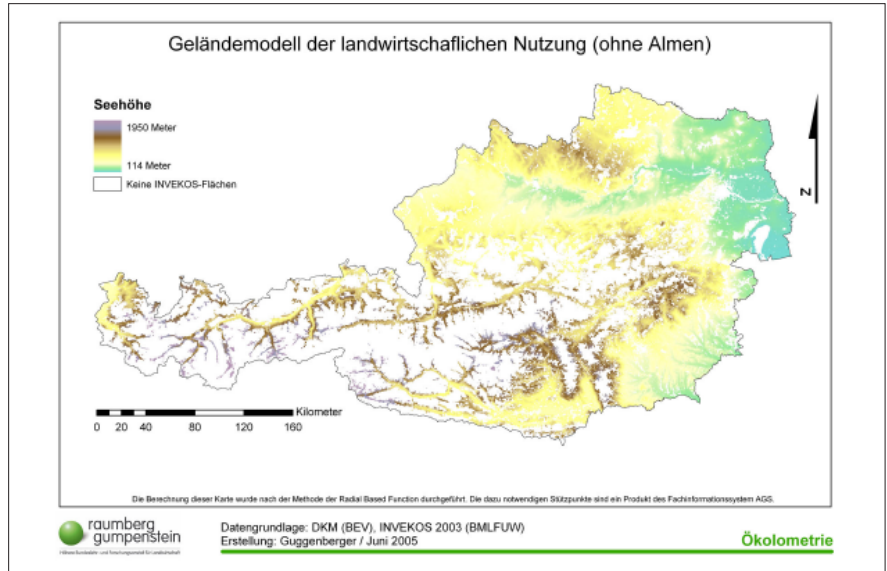 Geländemodell der landwirtschaflichen Nutzung (ohne Almen)
Seehöhe
1950 Meter
114 Meter
Keine INVEKOS-Flächen
N
Kilometer
0 20 40 80 120 160
Die Berechnung dieser Karte wurde nach der Methode der Radial Based Function durchgeführt. Die dazu notwendigen Stützpunkte sind ein Produkt des Fachinformationssystem AGS.
raumberg
gumpenstein
Datengrundlage: DKM (BEV), INVEKOS 2003 (BMLFUW)
Erstellung: Guggenberger / Juni 2005
Ökolometrie